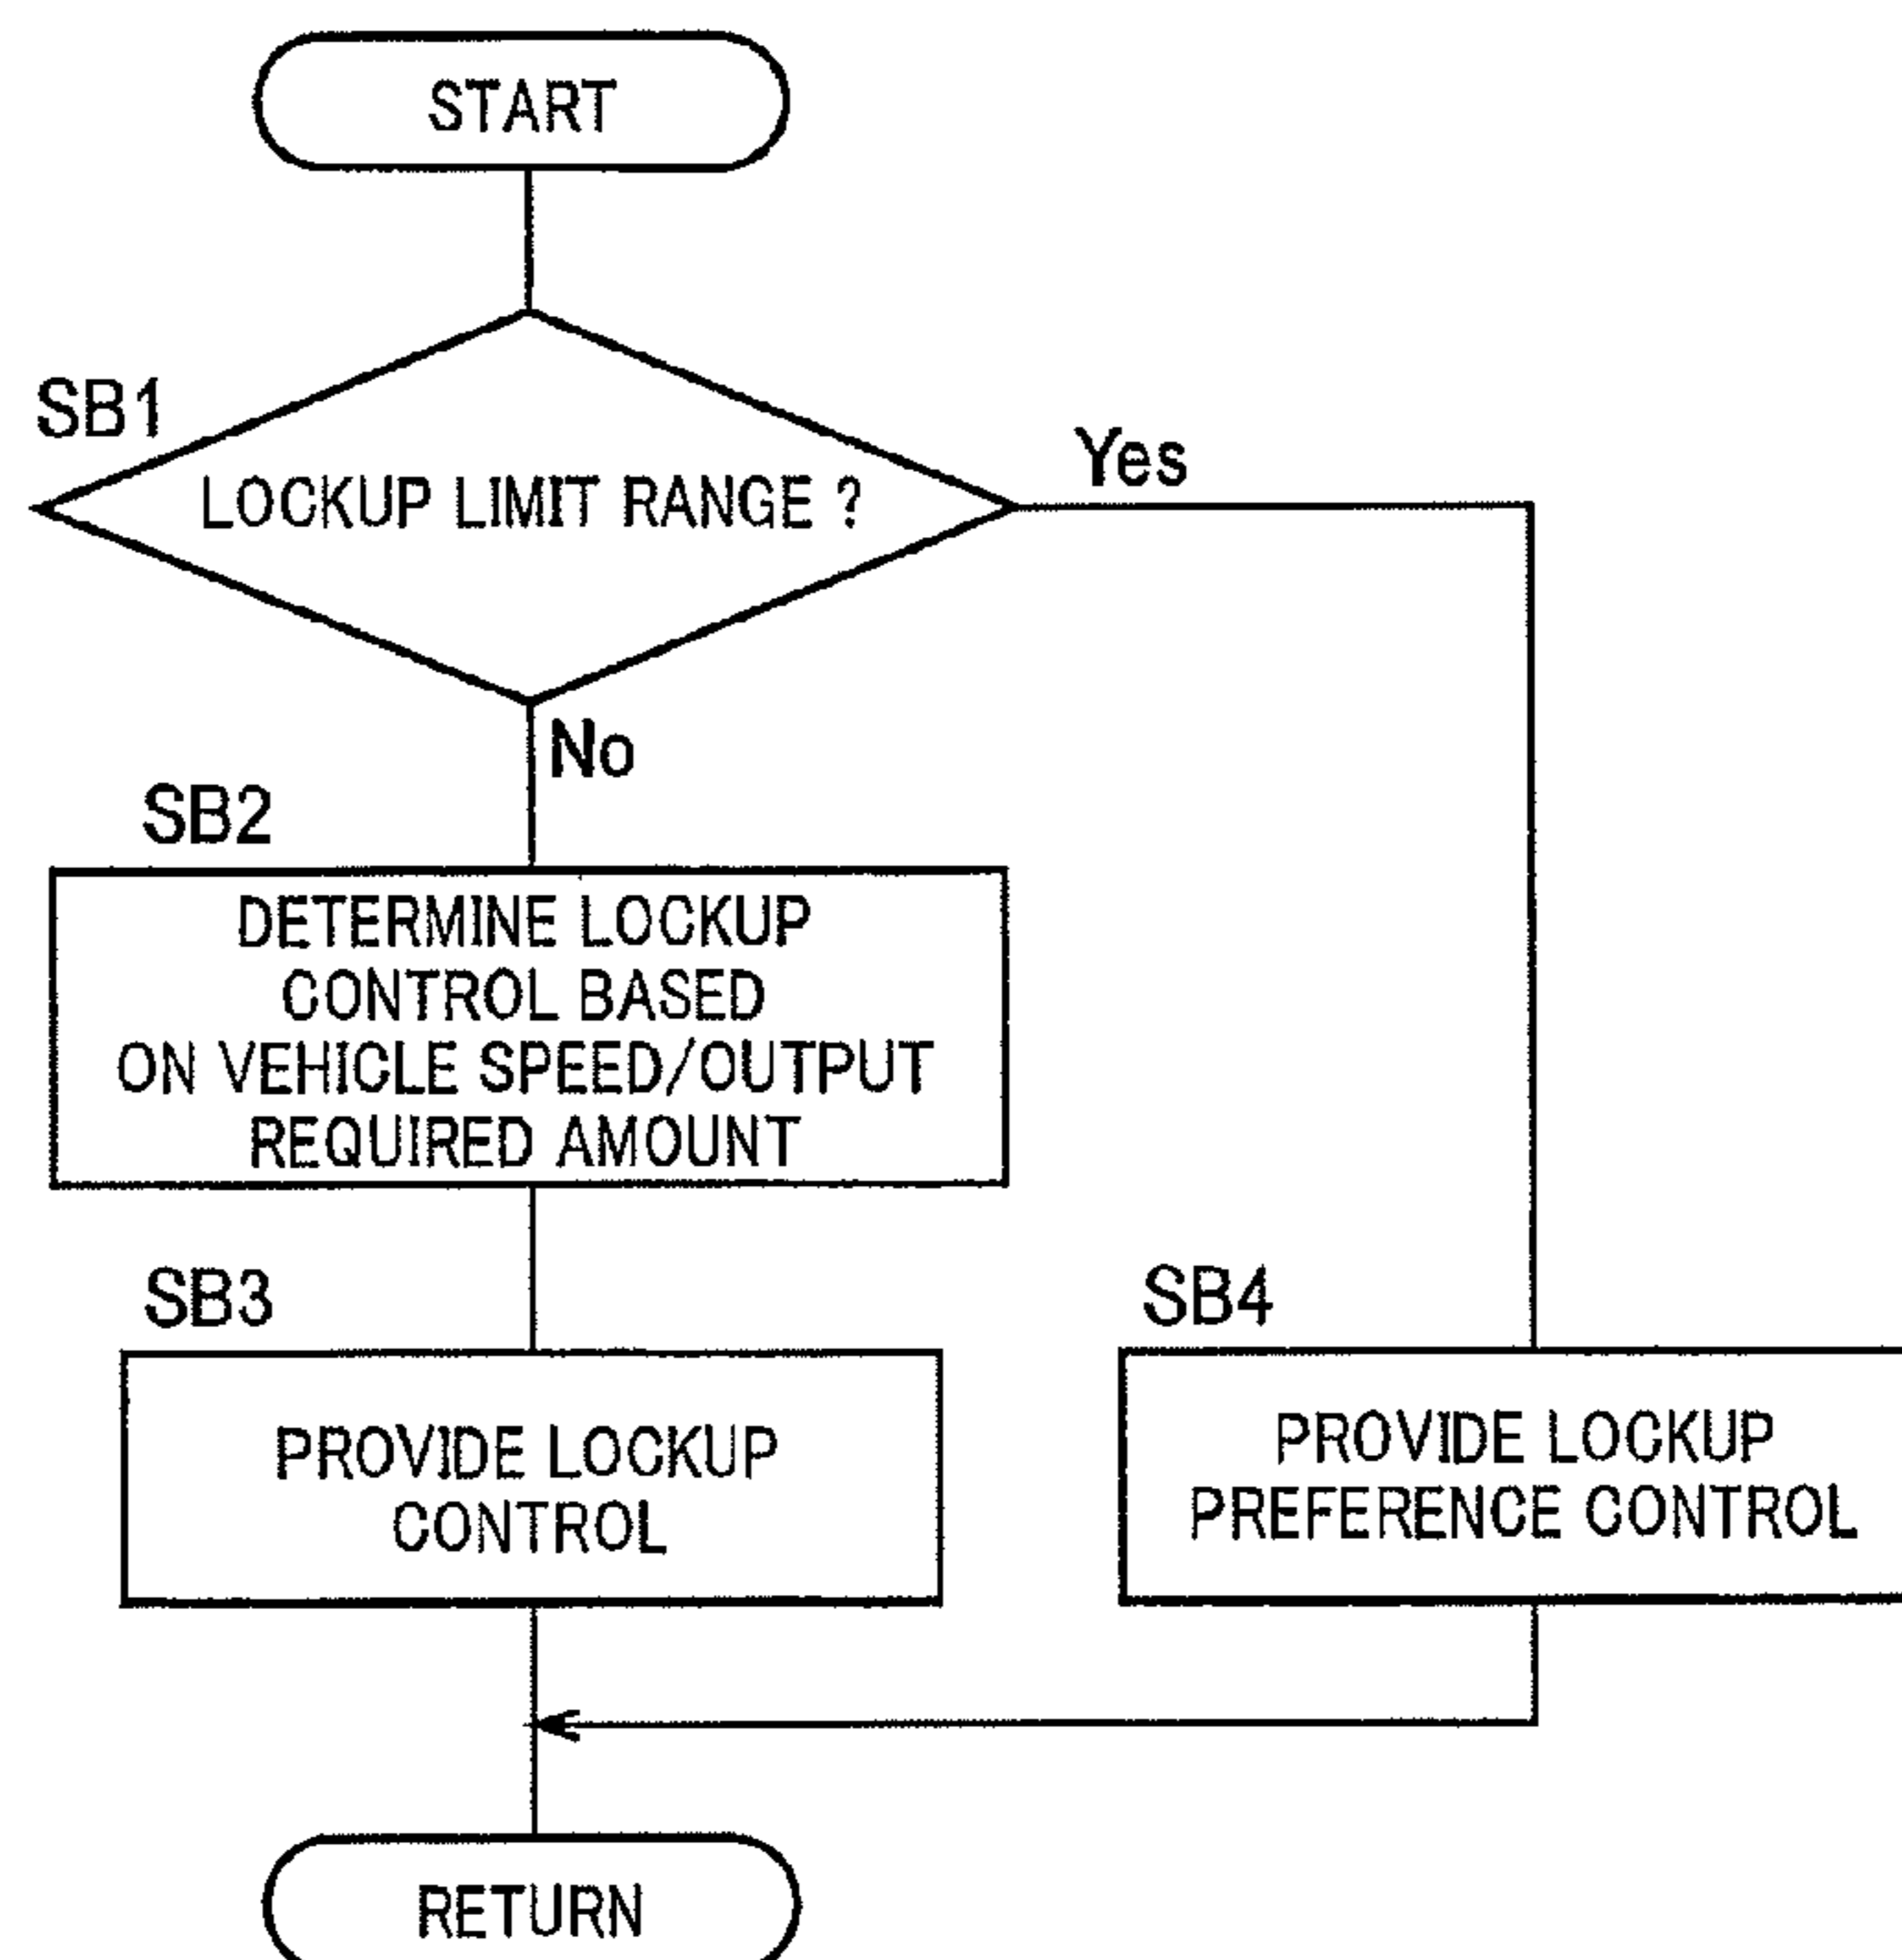 START
SB1
LOCKUP LIMIT RANGE ?
Yes
No
SB2
DETERMINE LOCKUP
CONTROL BASED
ON VEHICLE SPEED/OUTPUT
REQUIRED AMOUNT
SB3
PROVIDE LOCKUP
CONTROL
SB4
PROVIDE LOCKUP
PREFERENCE CONTROL
RETURN